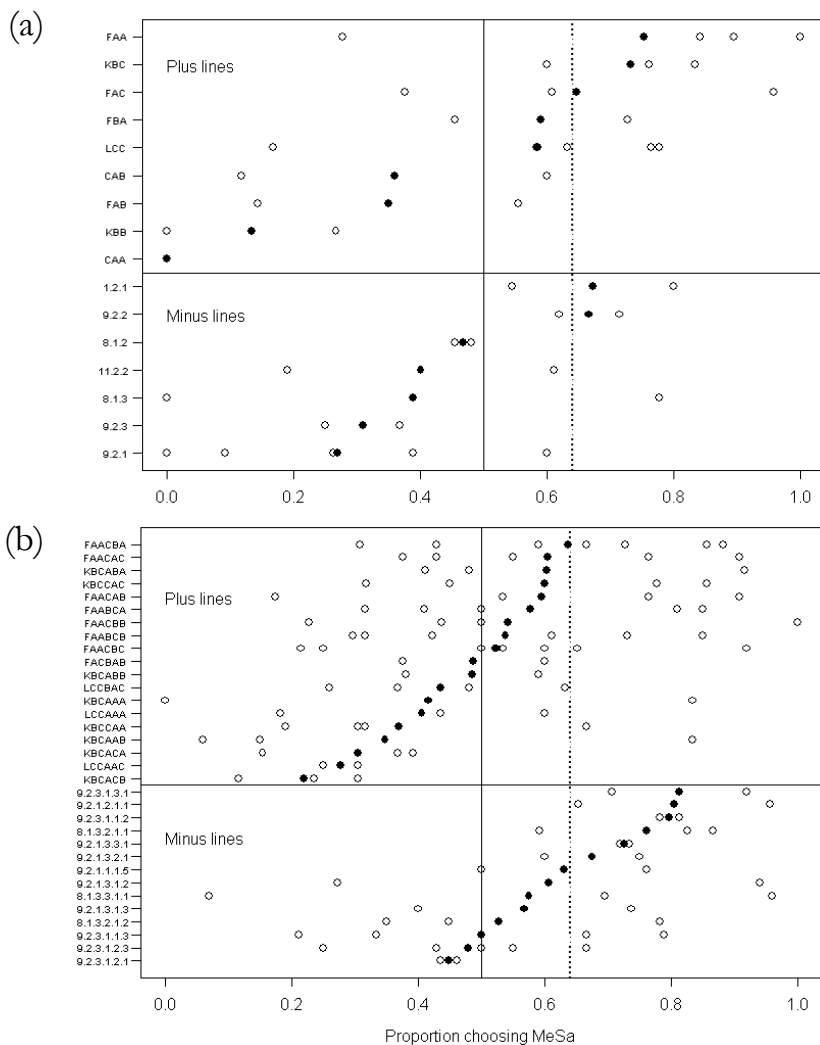 (a)
FAA
KBC
Plus lines
FAC
FBA
LCC
CAB
FAB
KBB
CAA
1.2.1
9.2.2
Minus lines
8.1.2
11.2.2
8.1.3
9.2.3
9.2.1
0.0 0.2 0.4 0.6 0.8 1.0
(b)
FAACBA
FAACAC
KBCABA
KBCCAC
FAACAB
Plus lines
FAABCA
FAACBB
FAABCB
FAACBC
FACBAB
KBCABB
LCCBAC
KBCAAA
LCCAAA
KBCCAA
KBCAAB
KBCACA
LCCAAC
KBCACB
9.2.3.1.3.1
9.2.1.2.1.1
9.2.3.1.1.2
8.1.3.2.1.1
Minus lines
9.2.1.3.3.1
9.2.1.3.2.1
9.2.1.1.1.5
9.2.1.3.1.2
8.1.3.3.1.1
9.2.1.3.1.3
8.1.3.2.1.2
9.2.3.1.1.3
9.2.3.1.2.3
9.2.3.1.2.1
0.0 0.2 0.4 0.6 0.8 1.0
Proportion choosing MeSa